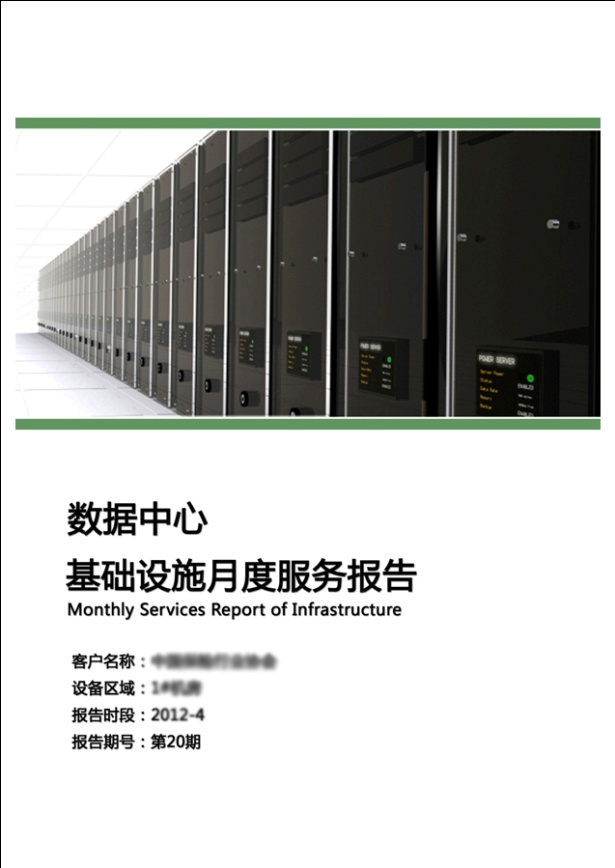 POWER SERVER
数据中心
基础设施月度服务报告
Monthly Services Report of Infrastructure
客户名称：
设备区域：
报告时段：2012-4
报告期号：第20期